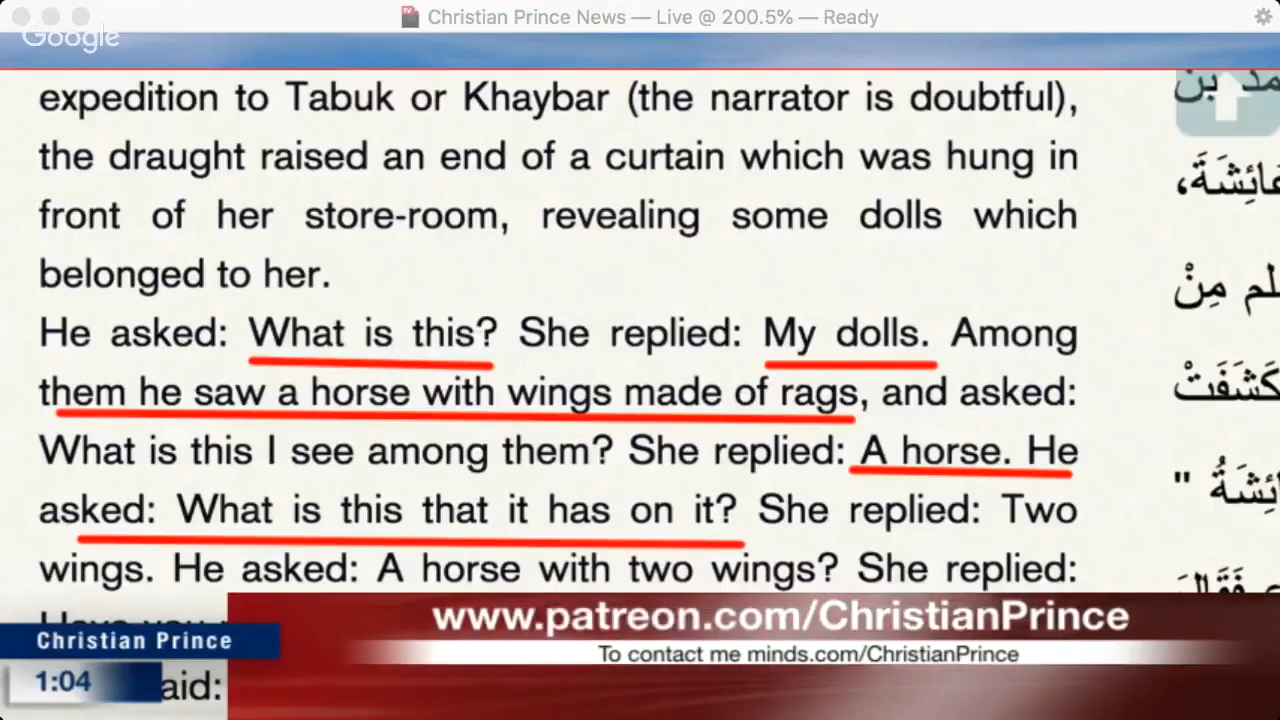 Christian Prince News — Live @ 200.5% — Ready
Google
expedition to Tabuk or Khaybar (the narrator is doubtful),
the draught raised an end of a curtain which was hung in
front of her store-room, revealing some dolls which
belonged to her.
He asked: What is this? She replied: My dolls. Among
them he saw a horse with wings made of rags, and asked:
What is this I see among them? She replied: A horse. He
asked: What is this that it has on it? She replied: Two
wings. He asked: A horse with two wings? She replied:
aid:
بن
عَائِشَةَ،
لم مِنْ
كَشَفَتْ
ئِشَةُ "
فَقَالَ
www.patreon.com/ChristianPrince
To contact me minds.com/ChristianPrince
Christian Prince
1:04